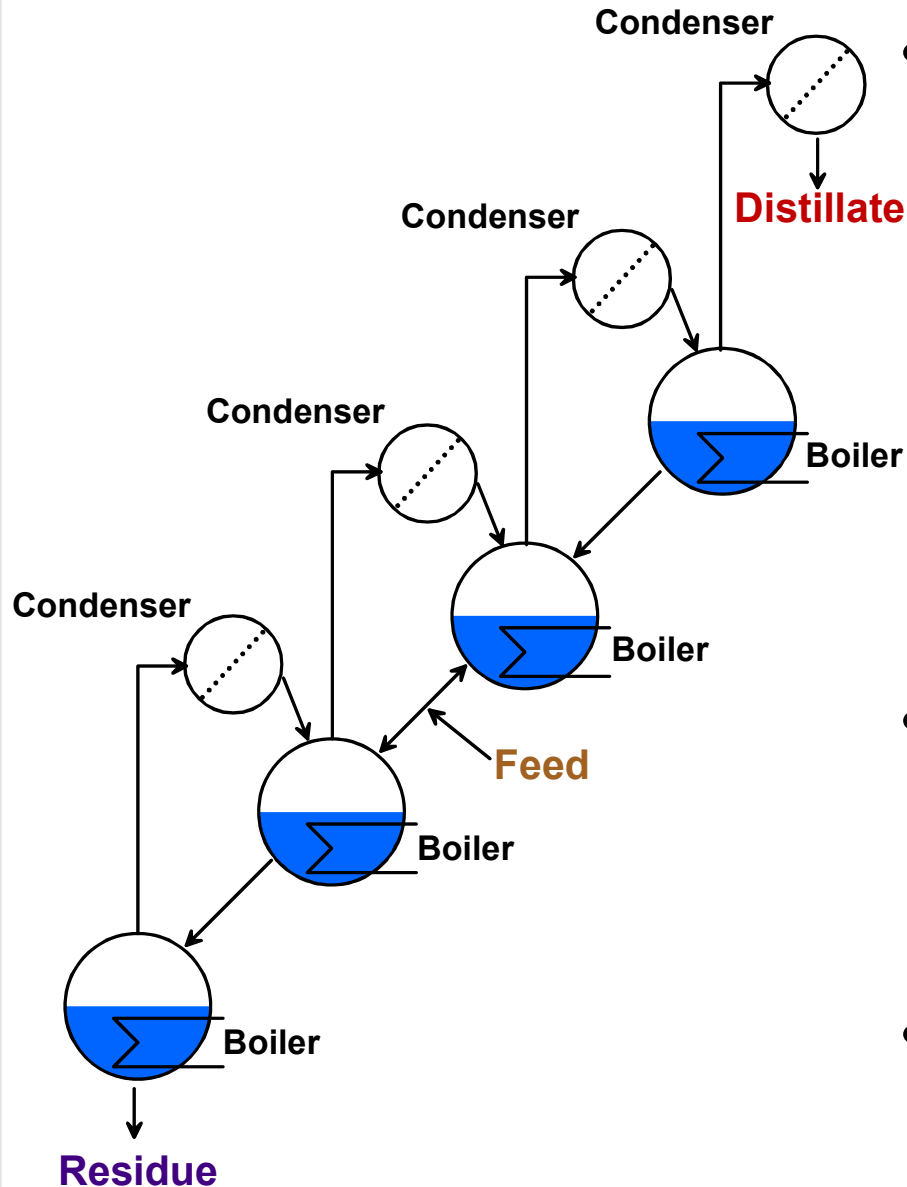 Condenser
Distillate
Condenser
Condenser
Boiler
Condenser
Boiler
Feed
Boiler
Boiler
Residue